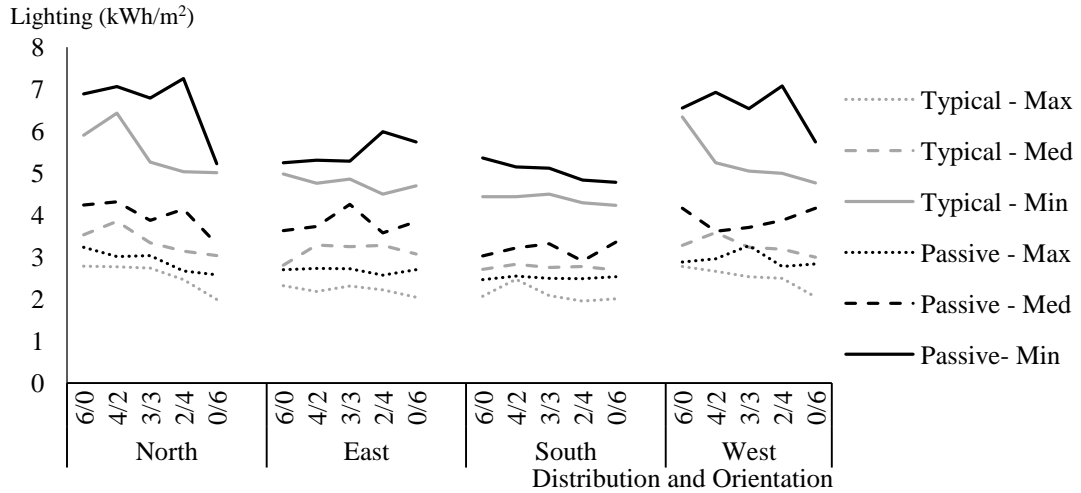 Lighting (kWh/m²)
8
7
6
5
4
3
2
1
0
6/0 4/2 3/3 2/4 0/6 6/0 4/2 3/3 2/4 0/6 6/0 4/2 3/3 2/4 0/6 6/0 4/2 3/3 2/4 0/6
North East South West
Distribution and Orientation
Typical - Max
Typical - Med
Typical - Min
Passive - Max
Passive - Med
Passive- Min